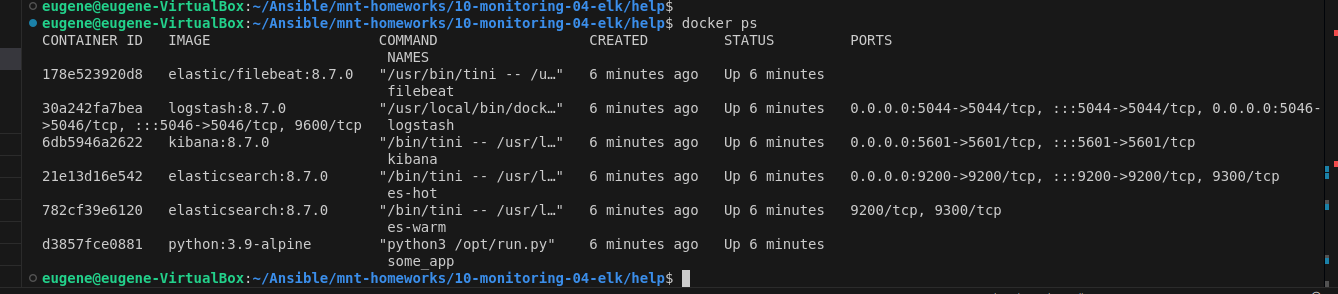 eugene@eugene-VirtualBox:~/Ansible/mnt-homeworks/10-monitoring-04-elk/help$
eugene@eugene-VirtualBox:~/Ansible/mnt-homeworks/10-monitoring-04-elk/help$ docker ps
CONTAINER ID   IMAGE                    COMMAND                  CREATED         STATUS         PORTS
                                         NAMES
178e523920d8   elastic/filebeat:8.7.0   "/usr/bin/tini -- /u…"   6 minutes ago   Up 6 minutes
                                         filebeat
30a242fa7bea   logstash:8.7.0           "/usr/local/bin/dock…"   6 minutes ago   Up 6 minutes   0.0.0.0:5044->5044/tcp, :::5044->5044/tcp, 0.0.0.0:5046-
>5046/tcp, :::5046->5046/tcp, 9600/tcp   logstash
6db5946a2622   kibana:8.7.0             "/bin/tini -- /usr/l…"   6 minutes ago   Up 6 minutes   0.0.0.0:5601->5601/tcp, :::5601->5601/tcp
                                         kibana
21e13d16e542   elasticsearch:8.7.0      "/bin/tini -- /usr/l…"   6 minutes ago   Up 6 minutes   0.0.0.0:9200->9200/tcp, :::9200->9200/tcp, 9300/tcp
                                         es-hot
782cf39e6120   elasticsearch:8.7.0      "/bin/tini -- /usr/l…"   6 minutes ago   Up 6 minutes   9200/tcp, 9300/tcp
                                         es-warm
d3857fce0881   python:3.9-alpine        "python3 /opt/run.py"    6 minutes ago   Up 6 minutes
                                         some_app
eugene@eugene-VirtualBox:~/Ansible/mnt-homeworks/10-monitoring-04-elk/help$